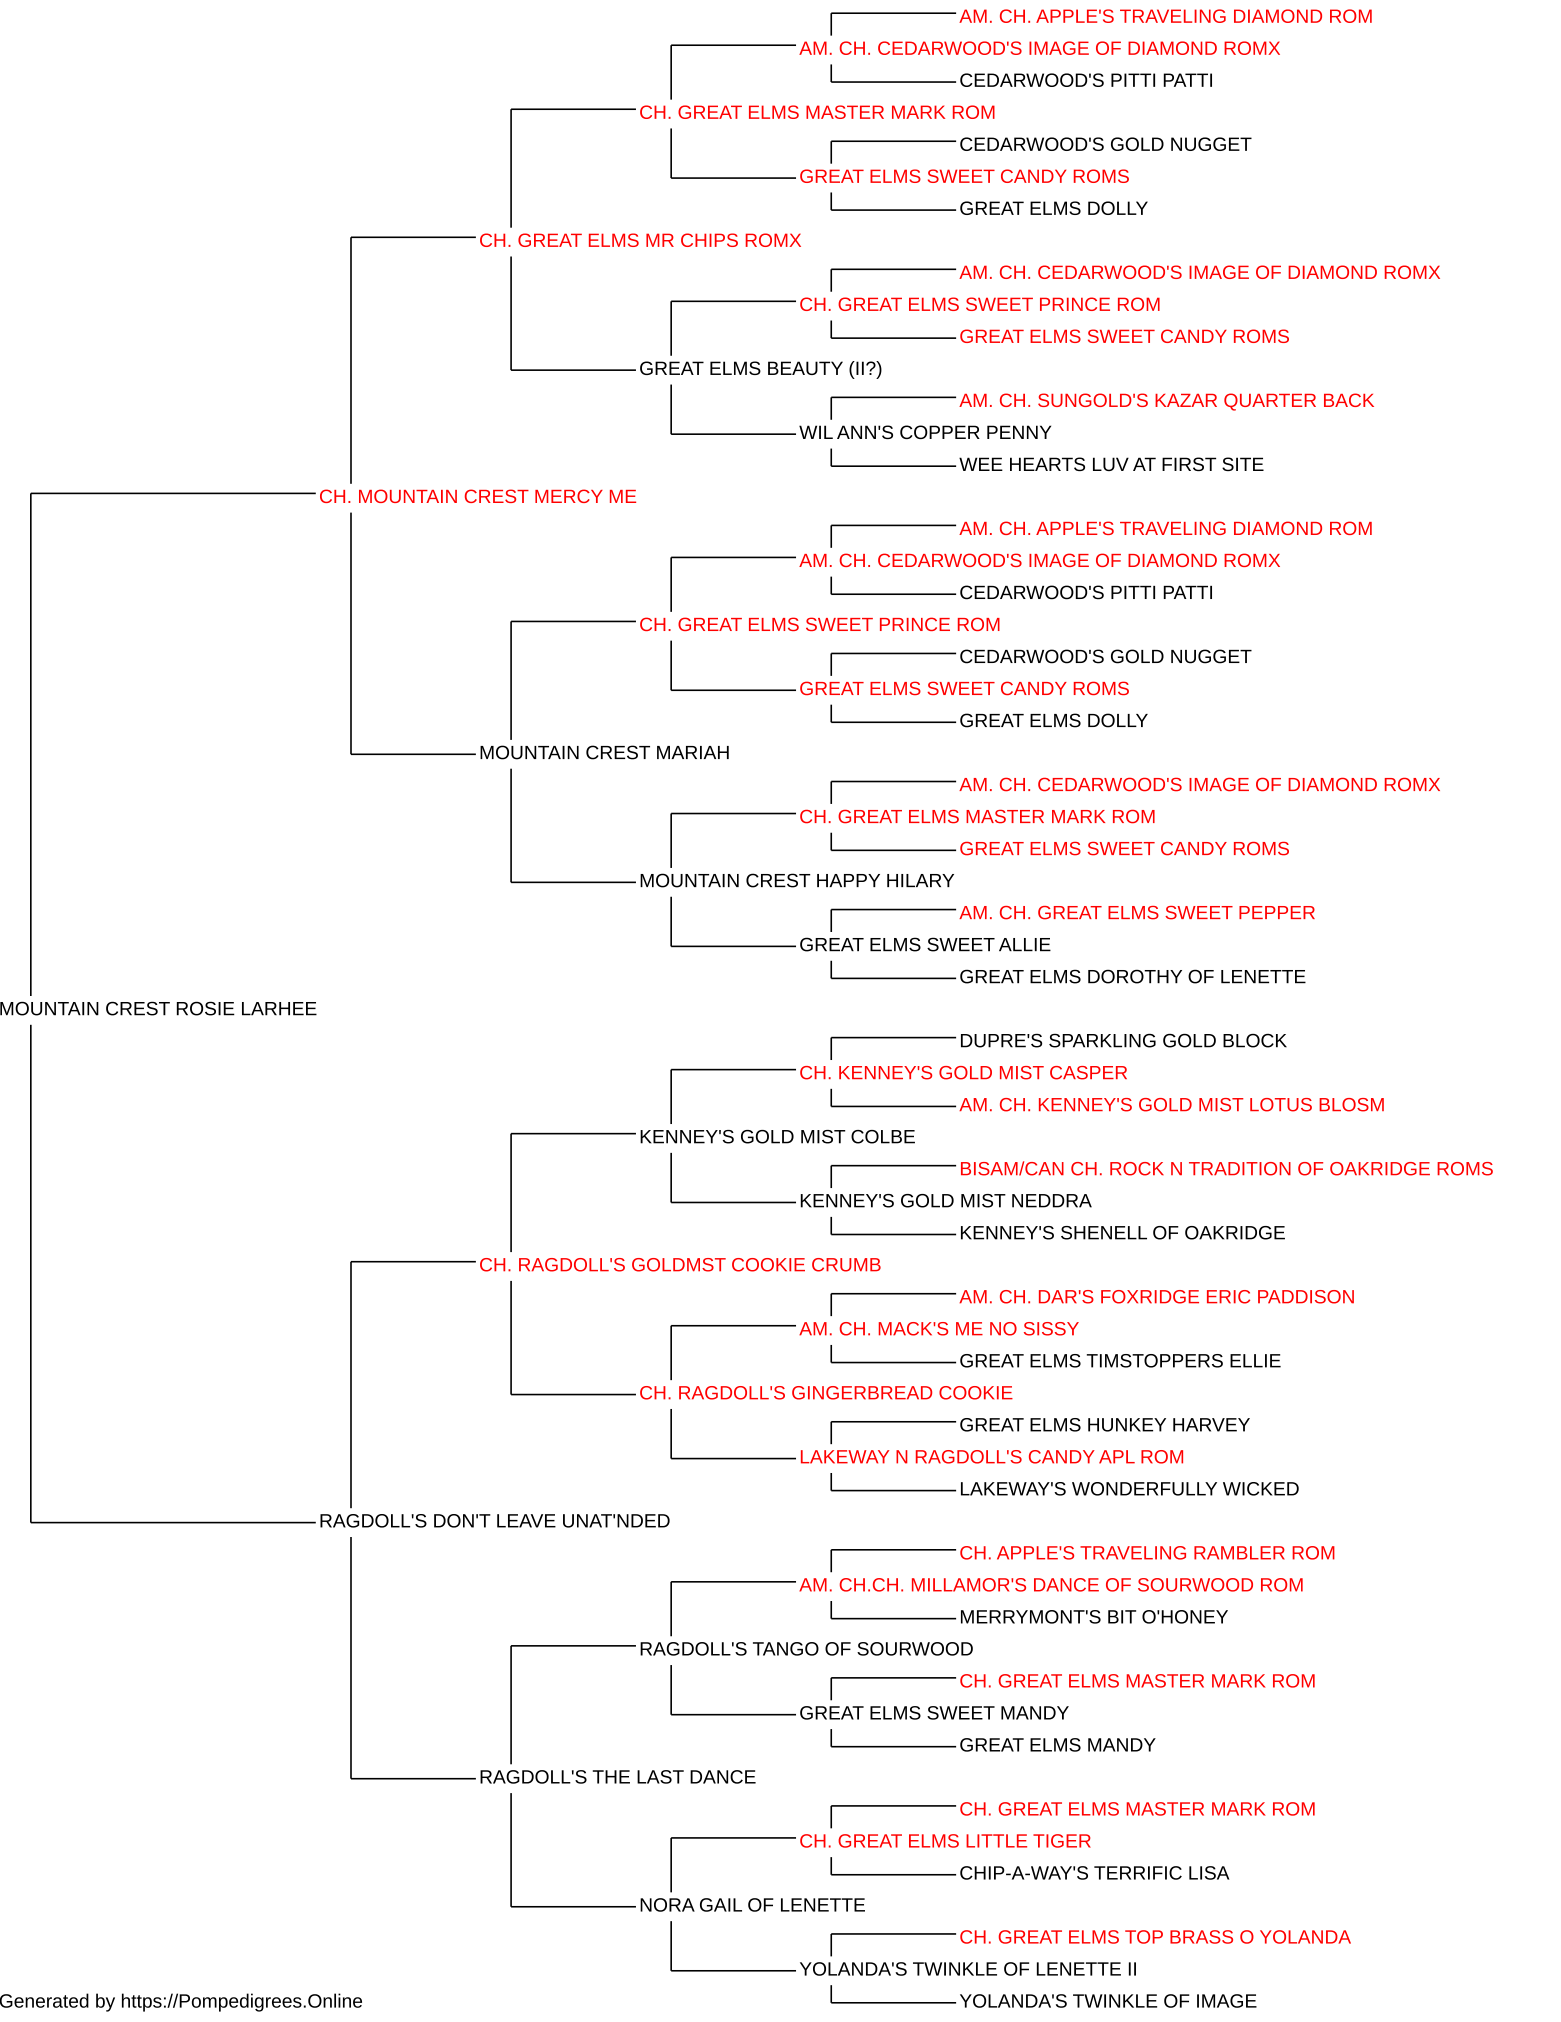 AM. CH. APPLE'S TRAVELING DIAMOND ROM
AM. CH. CEDARWOOD'S IMAGE OF DIAMOND ROMX
CEDARWOOD'S PITTI PATTI
CH. GREAT ELMS MASTER MARK ROM
CEDARWOOD'S GOLD NUGGET
GREAT ELMS SWEET CANDY ROMS
GREAT ELMS DOLLY
CH. GREAT ELMS MR CHIPS ROMX
AM. CH. CEDARWOOD'S IMAGE OF DIAMOND ROMX
CH. GREAT ELMS SWEET PRINCE ROM
GREAT ELMS SWEET CANDY ROMS
GREAT ELMS BEAUTY (II?)
AM. CH. SUNGOLD'S KAZAR QUARTER BACK
WIL ANN'S COPPER PENNY
WEE HEARTS LUV AT FIRST SITE
CH. MOUNTAIN CREST MERCY ME
AM. CH. APPLE'S TRAVELING DIAMOND ROM
AM. CH. CEDARWOOD'S IMAGE OF DIAMOND ROMX
CEDARWOOD'S PITTI PATTI
CH. GREAT ELMS SWEET PRINCE ROM
CEDARWOOD'S GOLD NUGGET
GREAT ELMS SWEET CANDY ROMS
GREAT ELMS DOLLY
MOUNTAIN CREST MARIAH
AM. CH. CEDARWOOD'S IMAGE OF DIAMOND ROMX
CH. GREAT ELMS MASTER MARK ROM
GREAT ELMS SWEET CANDY ROMS
MOUNTAIN CREST HAPPY HILARY
AM. CH. GREAT ELMS SWEET PEPPER
GREAT ELMS SWEET ALLIE
GREAT ELMS DOROTHY OF LENETTE
MOUNTAIN CREST ROSIE LARHEE
DUPRE'S SPARKLING GOLD BLOCK
CH. KENNEY'S GOLD MIST CASPER
AM. CH. KENNEY'S GOLD MIST LOTUS BLOSM
KENNEY'S GOLD MIST COLBE
BISAM/CAN CH. ROCK N TRADITION OF OAKRIDGE ROMS
KENNEY'S GOLD MIST NEDDRA
KENNEY'S SHENELL OF OAKRIDGE
CH. RAGDOLL'S GOLDMST COOKIE CRUMB
AM. CH. DAR'S FOXRIDGE ERIC PADDISON
AM. CH. MACK'S ME NO SISSY
GREAT ELMS TIMSTOPPERS ELLIE
CH. RAGDOLL'S GINGERBREAD COOKIE
GREAT ELMS HUNKEY HARVEY
LAKEWAY N RAGDOLL'S CANDY APL ROM
LAKEWAY'S WONDERFULLY WICKED
RAGDOLL'S DON'T LEAVE UNAT'NDED
CH. APPLE'S TRAVELING RAMBLER ROM
AM. CH.CH. MILLAMOR'S DANCE OF SOURWOOD ROM
MERRYMONT'S BIT O'HONEY
RAGDOLL'S TANGO OF SOURWOOD
CH. GREAT ELMS MASTER MARK ROM
GREAT ELMS SWEET MANDY
GREAT ELMS MANDY
RAGDOLL'S THE LAST DANCE
CH. GREAT ELMS MASTER MARK ROM
CH. GREAT ELMS LITTLE TIGER
CHIP-A-WAY'S TERRIFIC LISA
NORA GAIL OF LENETTE
CH. GREAT ELMS TOP BRASS O YOLANDA
YOLANDA'S TWINKLE OF LENETTE II
YOLANDA'S TWINKLE OF IMAGE
Generated by https://Pompedigrees.Online